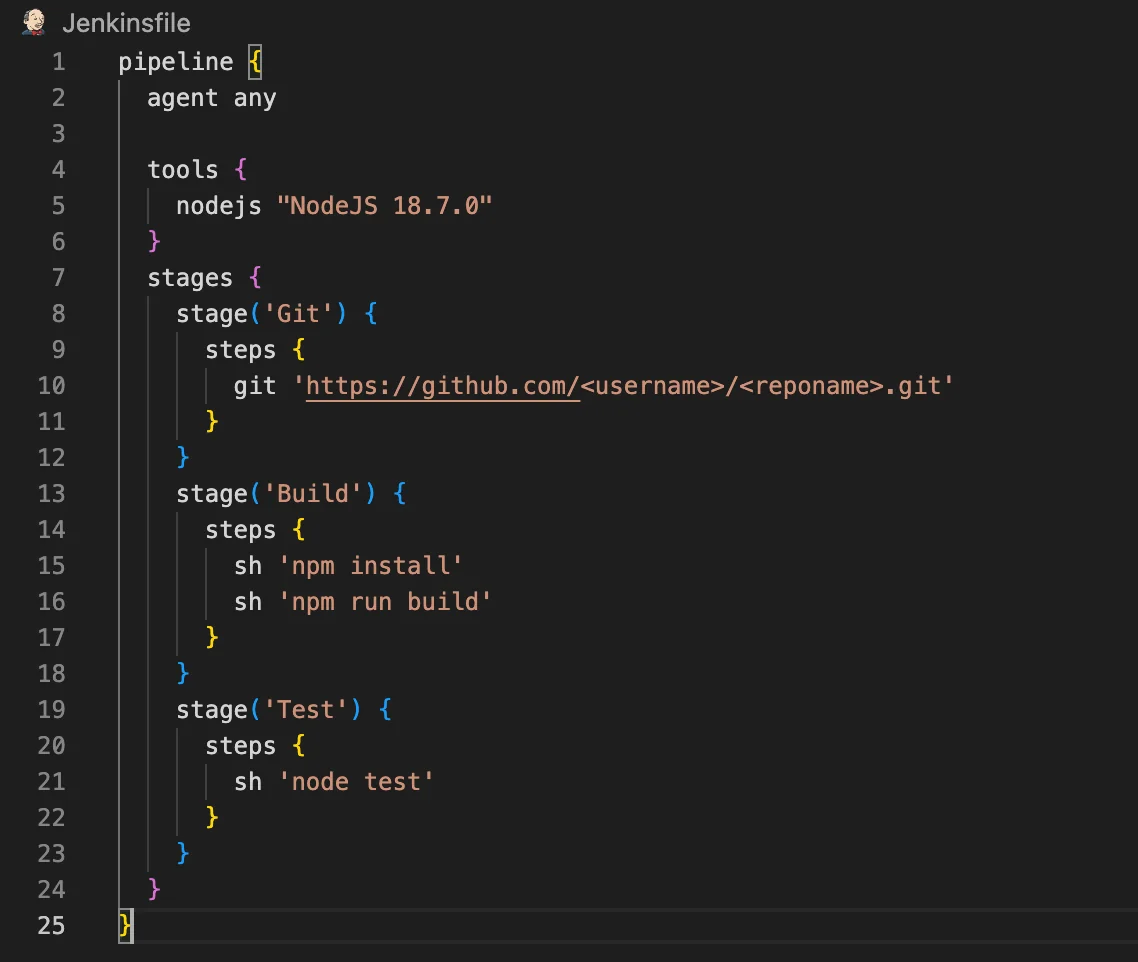 Jenkinsfile
1 pipeline {
2   agent any
3
4   tools {
5     nodejs "NodeJS 18.7.0"
6   }
7   stages {
8     stage('Git') {
9       steps {
10         git 'https://github.com/<username>/<reponame>.git'
11       }
12     }
13     stage('Build') {
14       steps {
15         sh 'npm install'
16         sh 'npm run build'
17       }
18     }
19     stage('Test') {
20       steps {
21         sh 'node test'
22       }
23     }
24   }
25 }